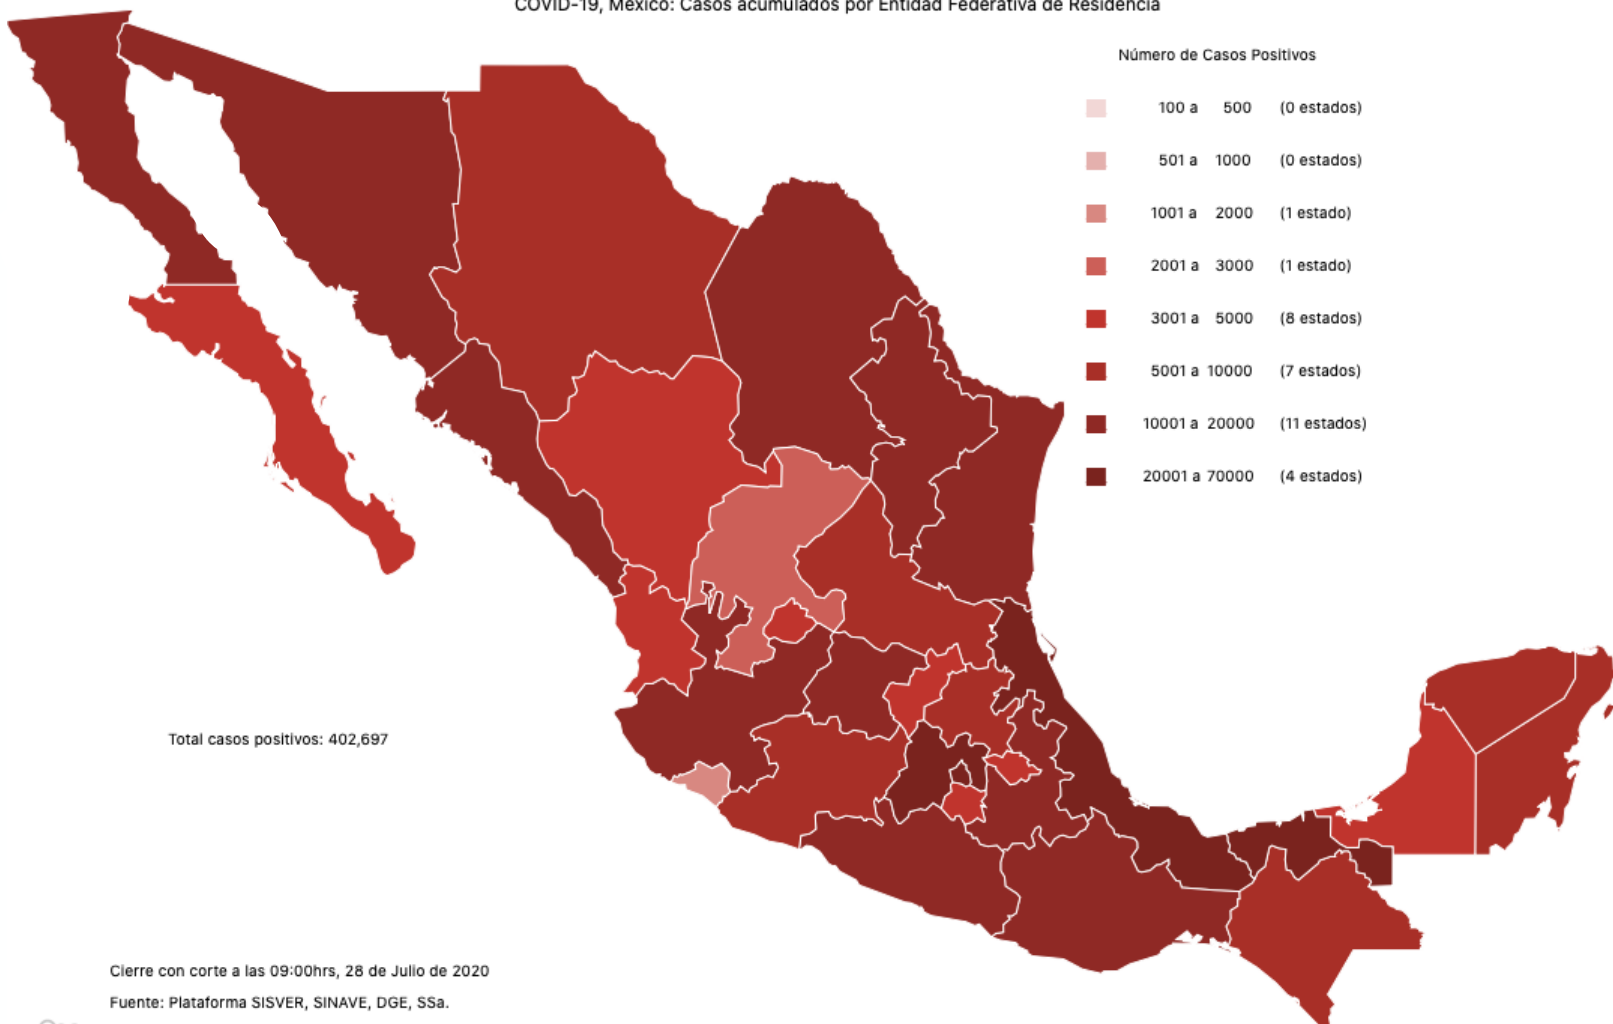 COVID-19, México: Casos acumulados por Entidad Federativa de Residencia
Número de Casos Positivos
100 a 500 (0 estados)
501 a 1000 (0 estados)
1001 a 2000 (1 estado)
2001 a 3000 (1 estado)
3001 a 5000 (8 estados)
5001 a 10000 (7 estados)
10001 a 20000 (11 estados)
20001 a 70000 (4 estados)
Total casos positivos: 402,697
Cierre con corte a las 09:00hrs, 28 de Julio de 2020
Fuente: Plataforma SISVER, SINAVE, DGE, SSa.